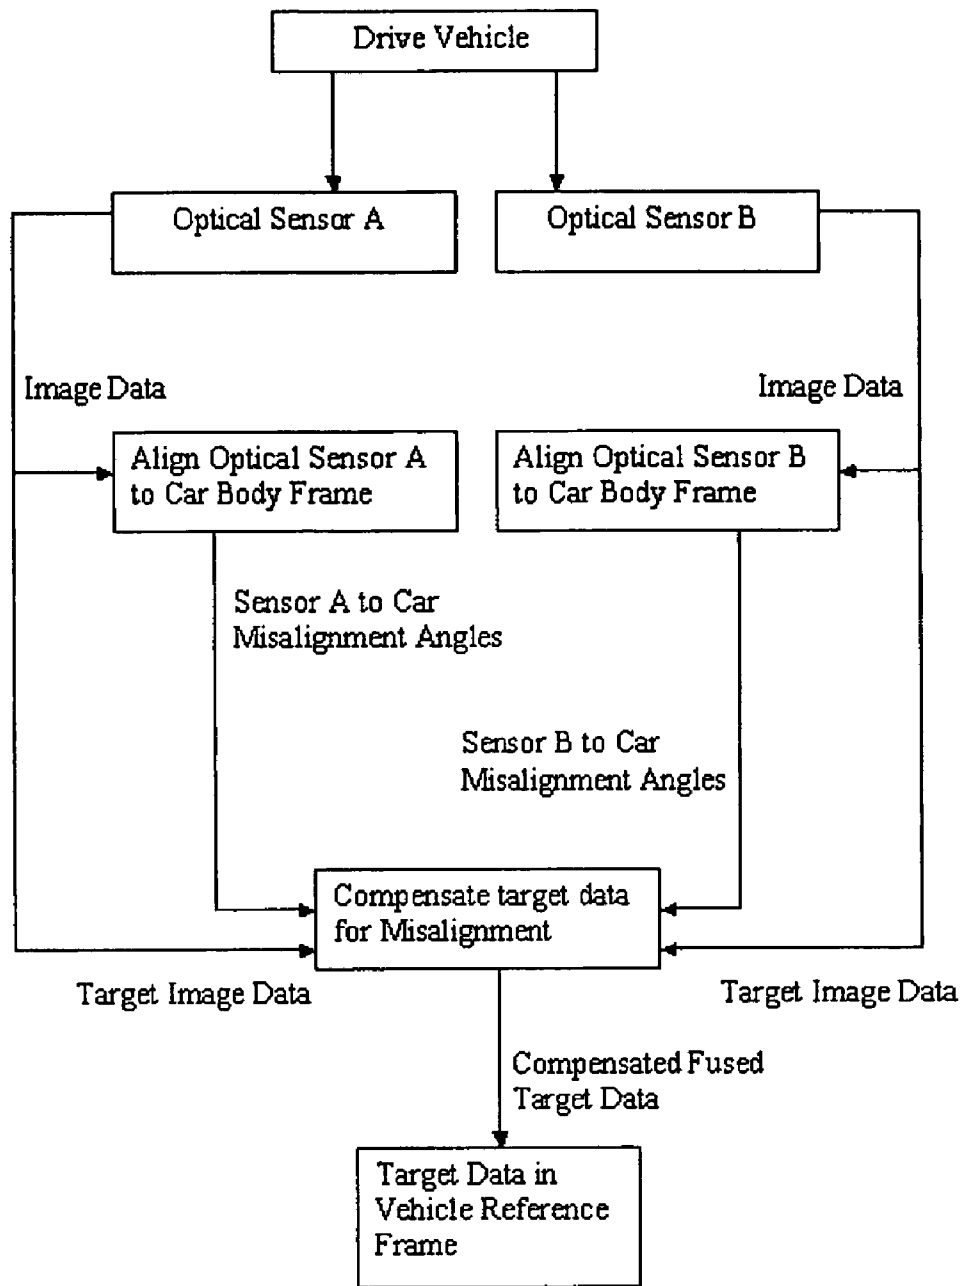 Drive Vehicle
Optical Sensor A
Optical Sensor B
Image Data
Image Data
Align Optical Sensor A
to Car Body Frame
Align Optical Sensor B
to Car Body Frame
Sensor A to Car
Misalignment Angles
Sensor B to Car
Misalignment Angles
Compensate target data
for Misalignment
Target Image Data
Target Image Data
Compensated Fused
Target Data
Target Data in
Vehicle Reference
Frame